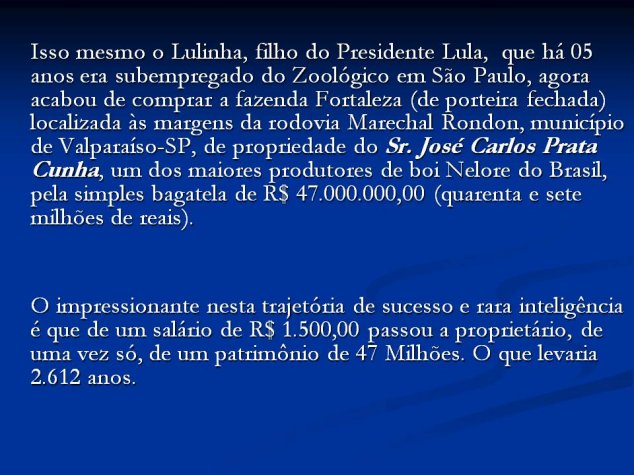 Isso mesmo o Lulinha, filho do Presidente Lula, que há 05
anos era subempregado do Zoológico em São Paulo, agora
acabou de comprar a fazenda Fortaleza (de porteira fechada)
localizada às margens da rodovia Marechal Rondon, município
de Valparaíso-SP, de propriedade do Sr. José Carlos Prata
Cunha, um dos maiores produtores de boi Nelore do Brasil,
pela simples bagatela de R$ 47.000.000,00 (quarenta e sete
milhões de reais).
O impressionante nesta trajetória de sucesso e rara inteligência
é que de um salário de R$ 1.500,00 passou a proprietário, de
uma vez só, de um patrimônio de 47 Milhões. O que levaria
2.612 anos.